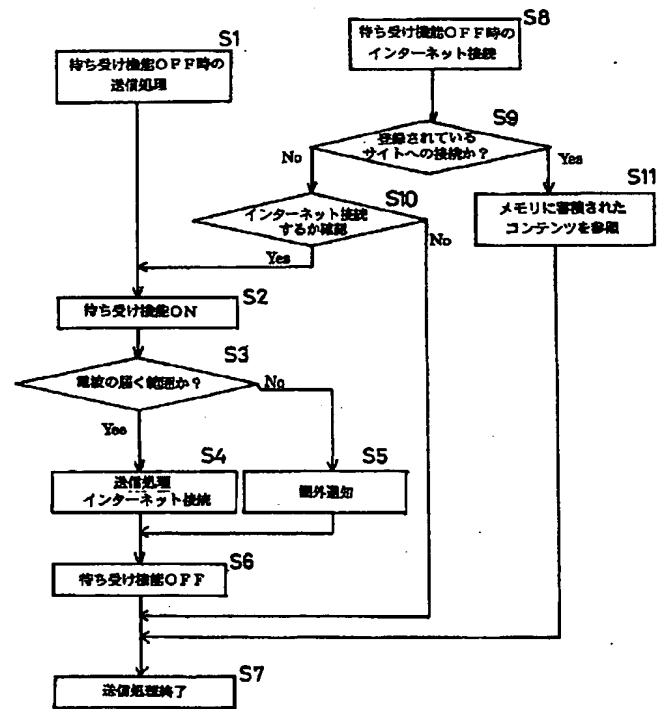 S1
待ち受け機能OFF時の
送信処理
S8
待ち受け機能OFF時の
インターネット接続
S9
登録されている
サイトへの接続か?
No
Yes
S10
インターネット接続
するか確認
No
Yes
S11
メモリに蓄積された
コンテンツを参照
S2
待ち受け機能ON
S3
電波の届く範囲か?
No
Yes
S4
送信処理
インターネット接続
S5
圏外通知
S6
待ち受け機能OFF
S7
送信処理終了